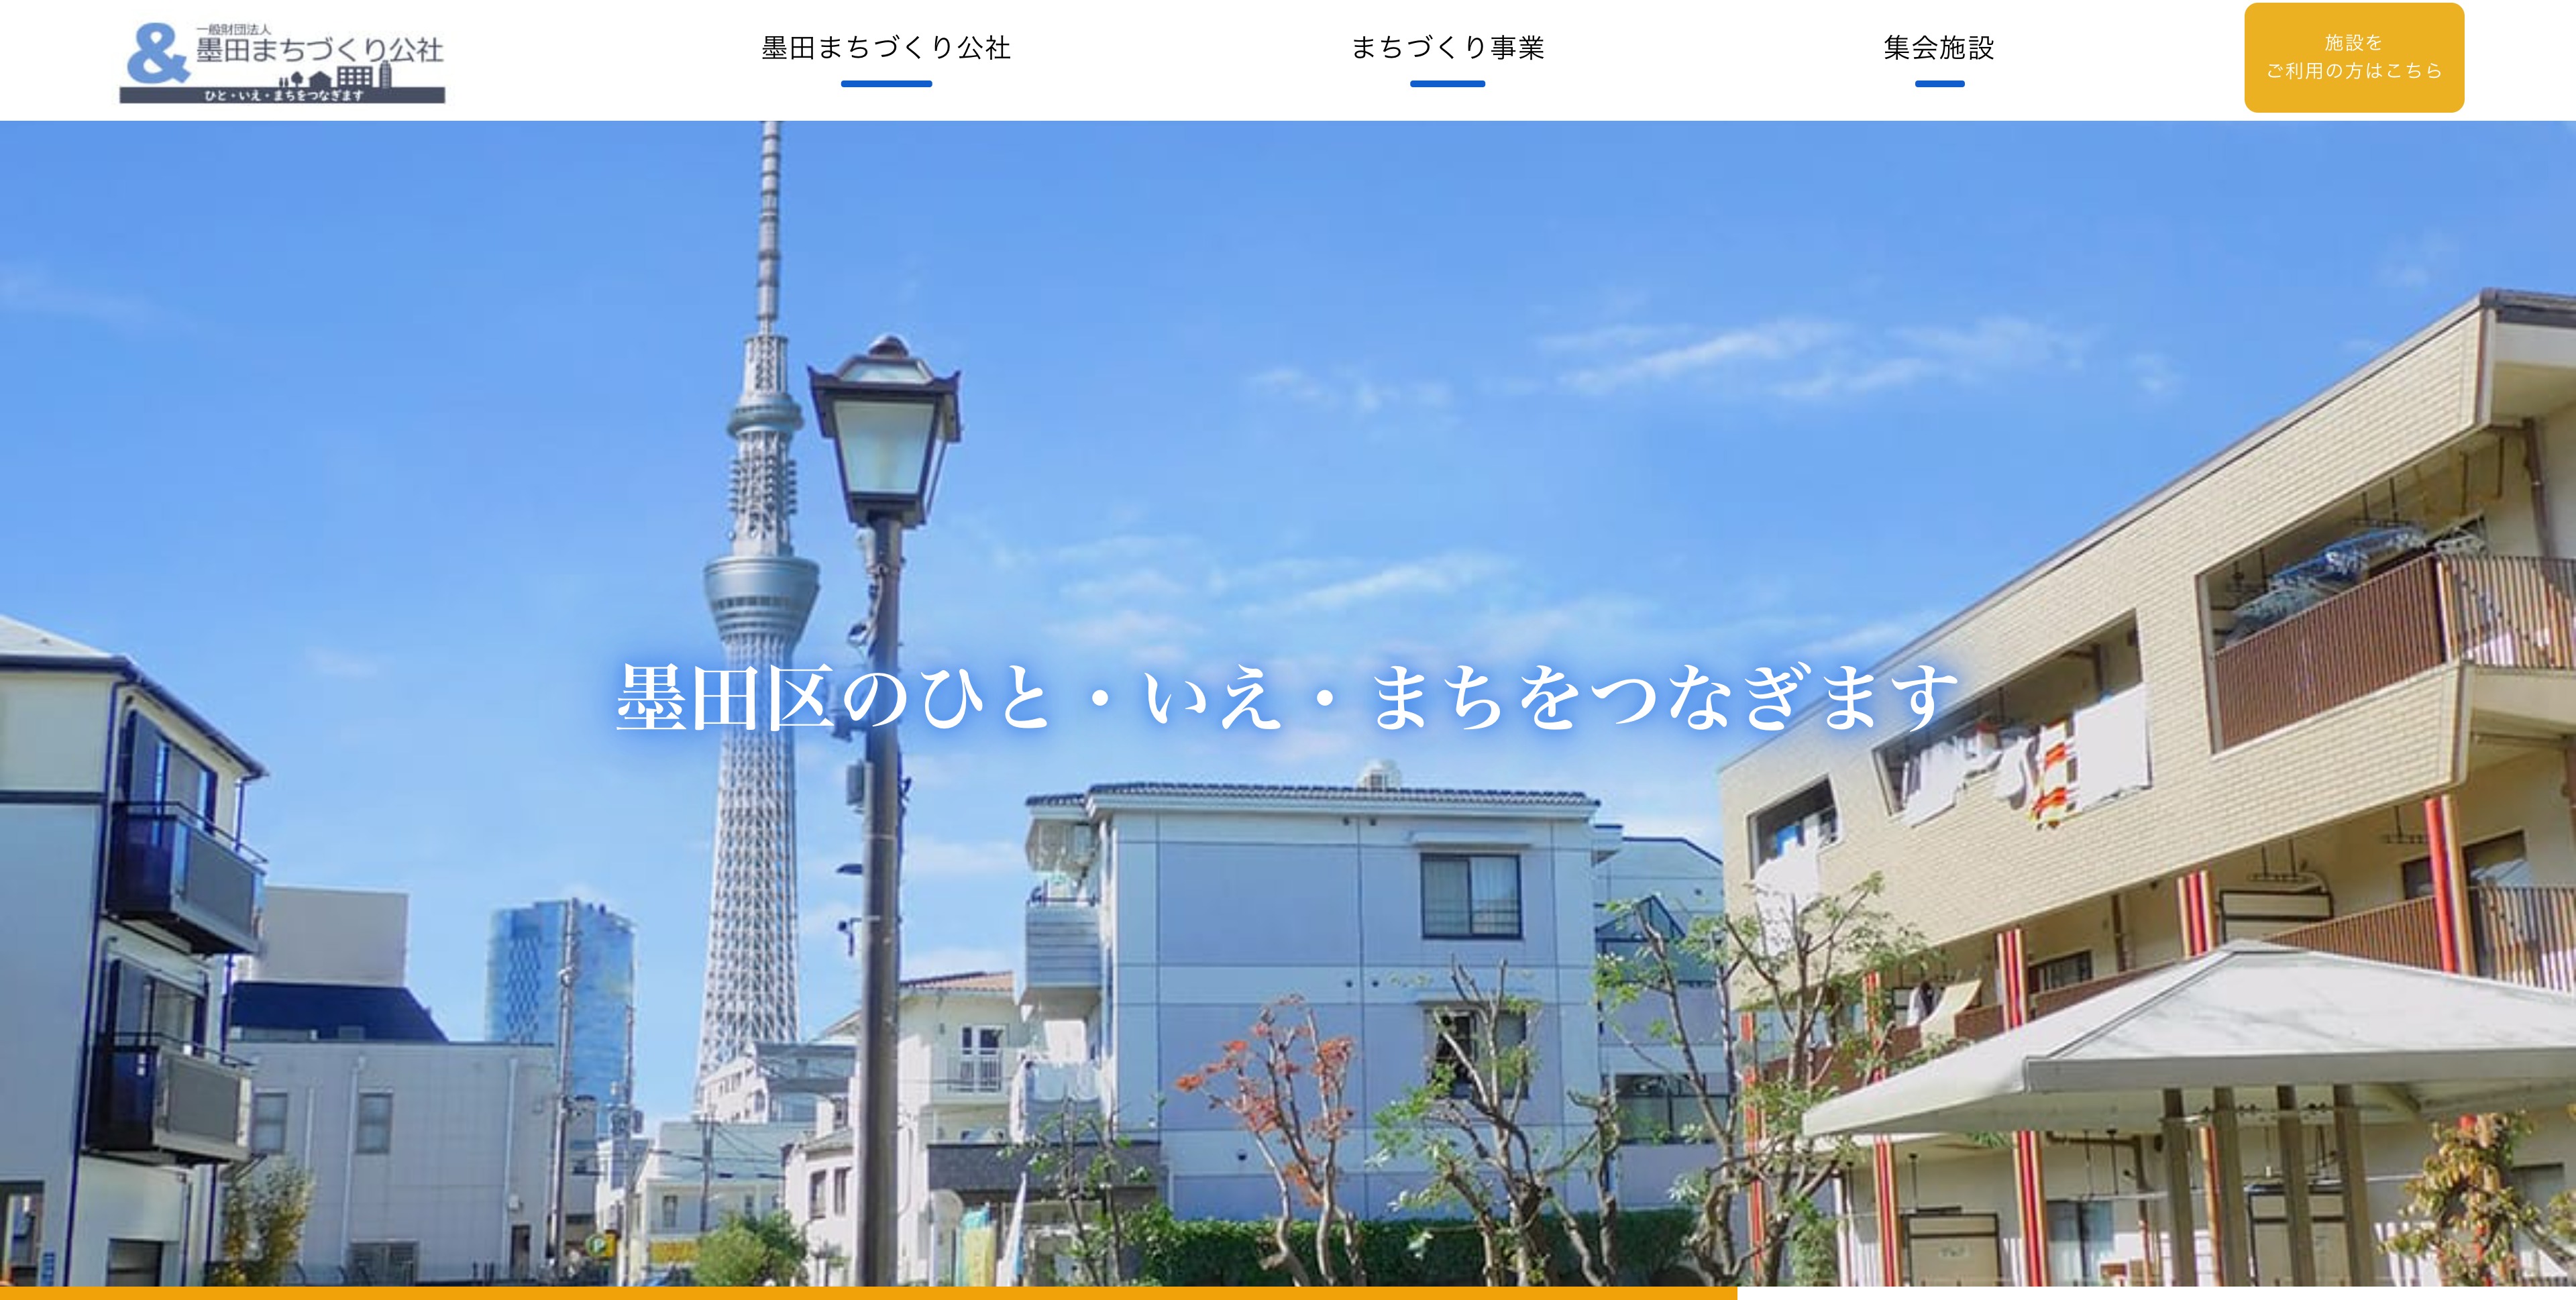 一般財団法人
墨田まちづくり公社
ひと・いえ・まちをつなぎます
墨田まちづくり公社
まちづくり事業
集会施設
施設を
ご利用の方はこちら
墨田区のひと・いえ・まちをつなぎます
&
P